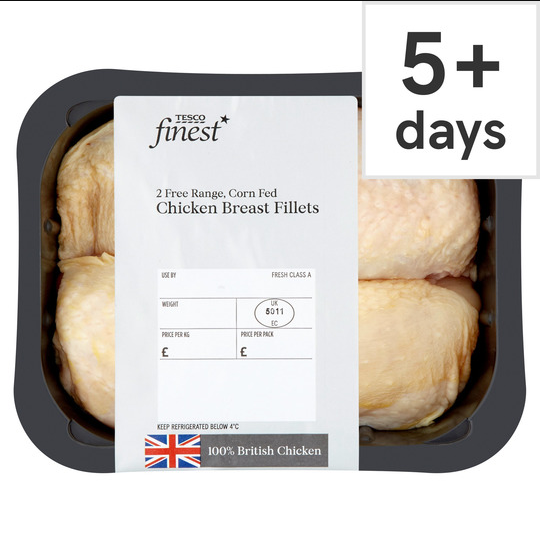 5+
days
TESCO
finest*
2 Free Range, Corn Fed
Chicken Breast Fillets
USE BY FRESH CLASS A
WEIGHT
UK
5011
EC
PRICE PER KG PRICE PER PACK
£ £
KEEP REFRIGERATED BELOW 4°C
100% British Chicken